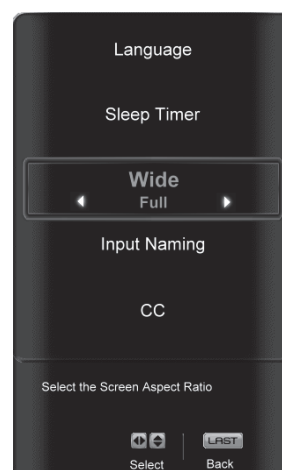 Language
Sleep Timer
Wide
Full
Input Naming
CC
Select the Screen Aspect Ratio
LAST
Select
Back